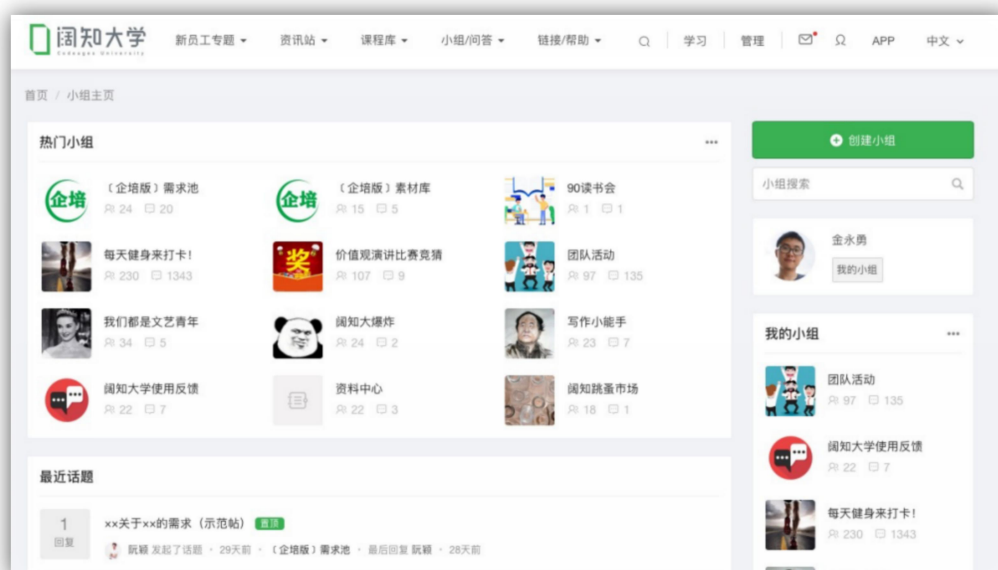 阔知大学 新员工专题 资讯站 课程库 小组/问答 链接/帮助 学习 管理 APP 中文
首页 / 小组主页
热门小组
企培 (企培版) 需求池
24 20
企培 (企培版) 素材库
15 5
90读书会
1 1
每天健身来打卡!
230 1343
奖 价值观演讲比赛竞猜
107 9
团队活动
97 135
我们都是文艺青年
34 5
阔知大爆炸
24 2
写作小能手
23 7
阔知大学使用反馈
22 7
资料中心
22 3
阔知跳蚤市场
18 1
最近话题
1
回复
××关于××的需求 (示范帖) 置顶
阮颖 发起了话题 · 29天前 · (企培版) 需求池 · 最后回复 阮颖 · 28天前
创建小组
小组搜索
金永勇
我的小组
我的小组
团队活动
97 135
阔知大学使用反馈
22 7
每天健身来打卡!
230 1343